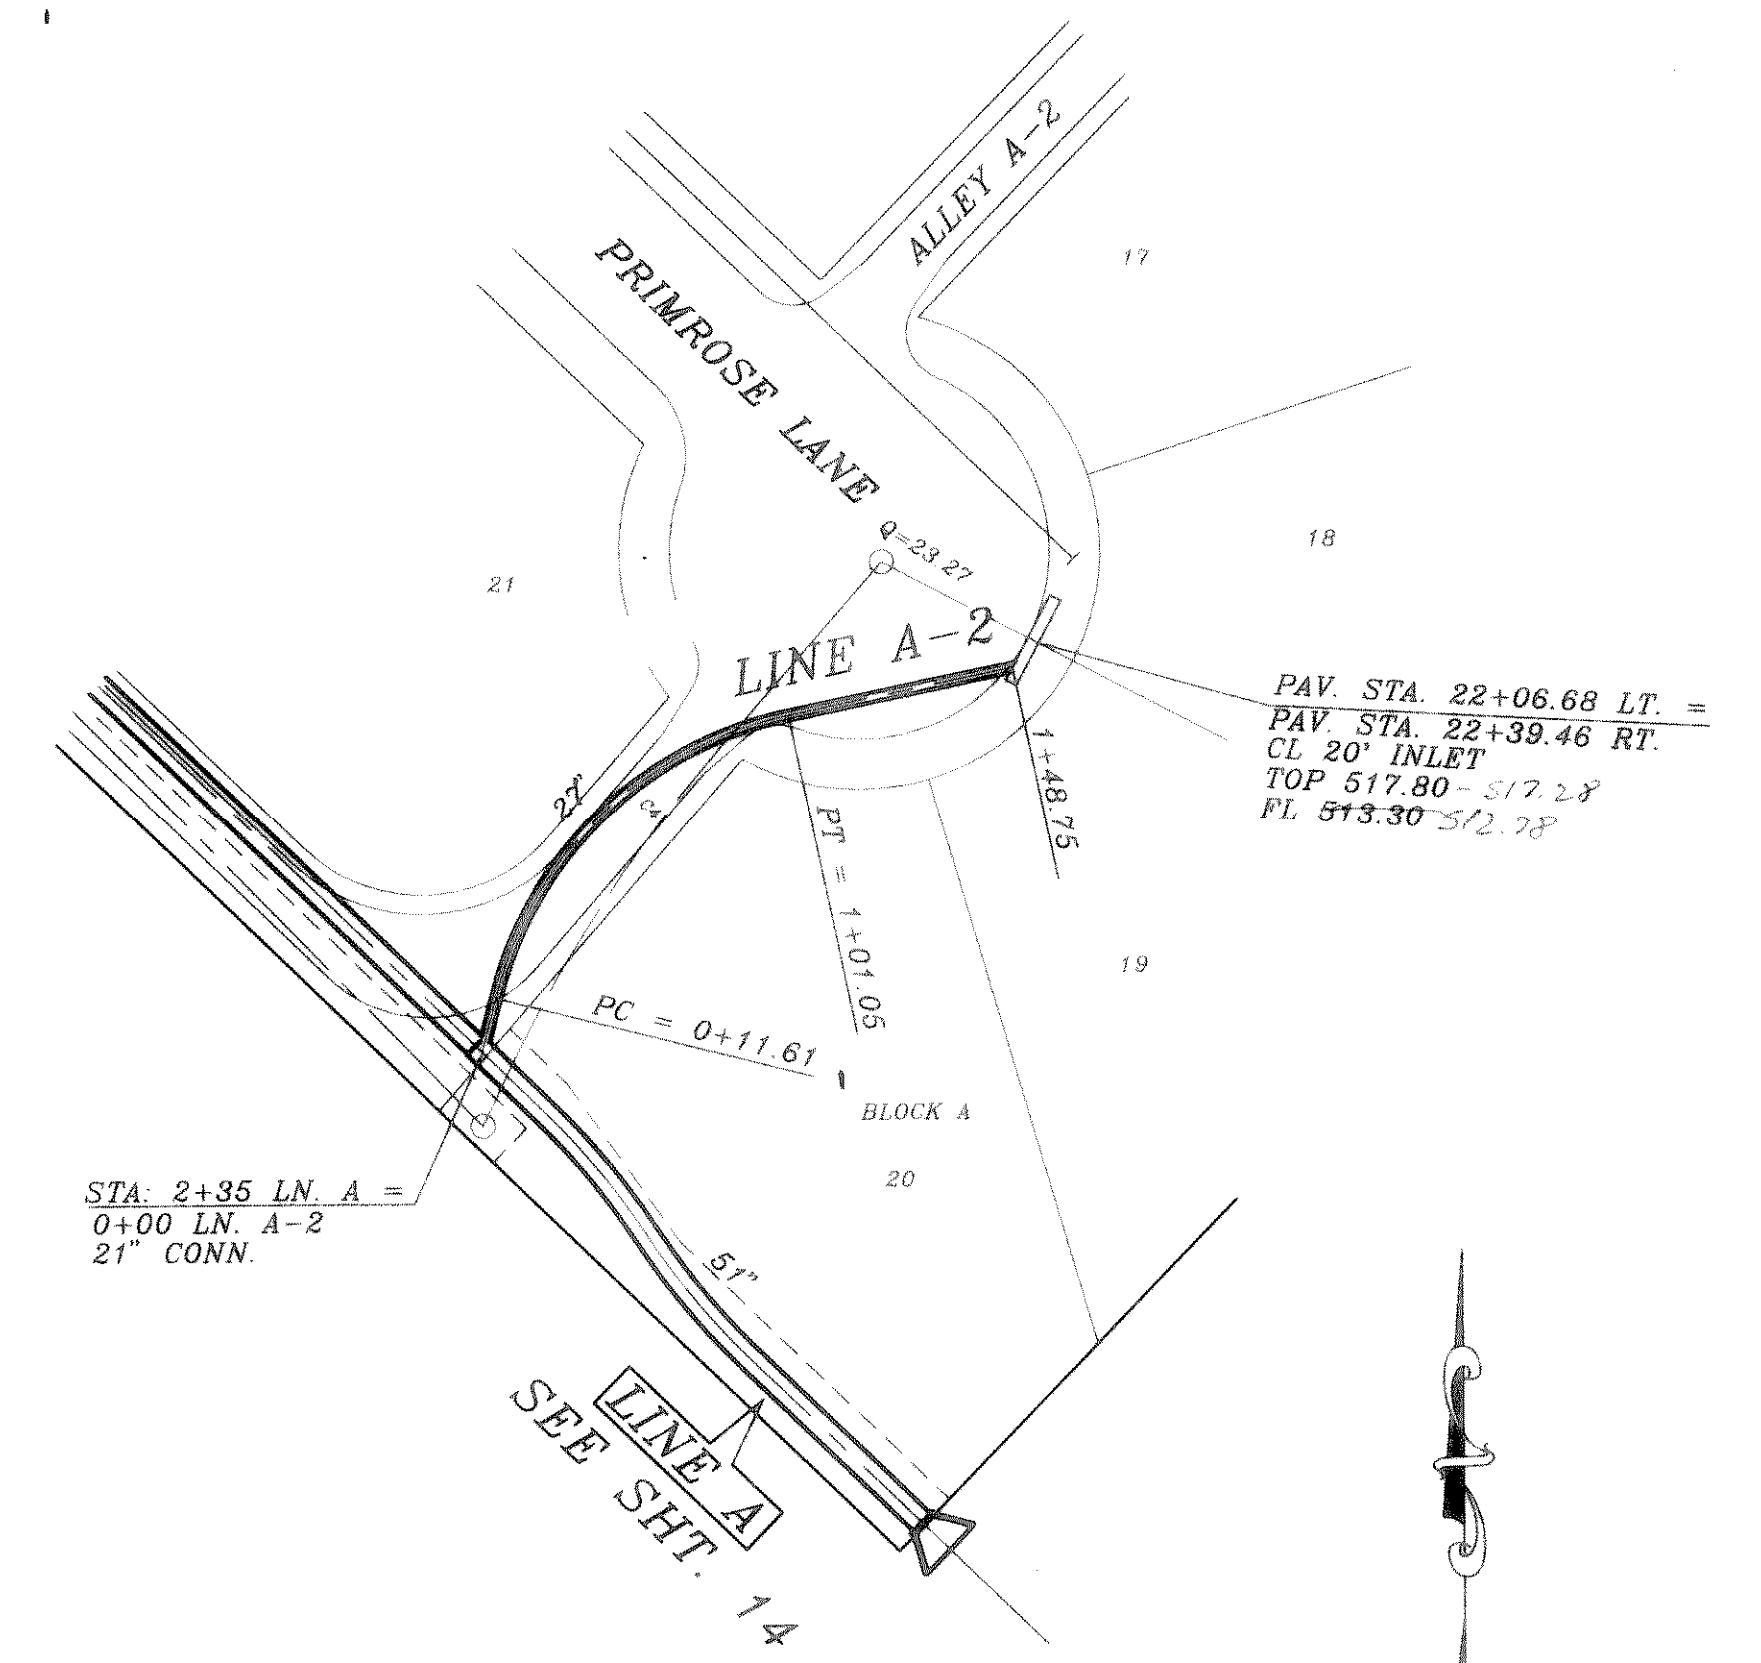 ALLEY A-2
17
PRIMROSE LANE
Q=23.27
18
21
LINE A-2
PAV. STA. 22+06.68 LT. =
PAV. STA. 22+39.46 RT.
CL 20' INLET
TOP 517.80 - 517.28
FL 513.30 512.78
1+48.75
PT = 1+01.05
19
PC = 0+11.61
BLOCK A
20
STA: 2+35 LN. A =
0+00 LN. A-2
21" CONN.
51"
LINE A
SEE SHT. 14